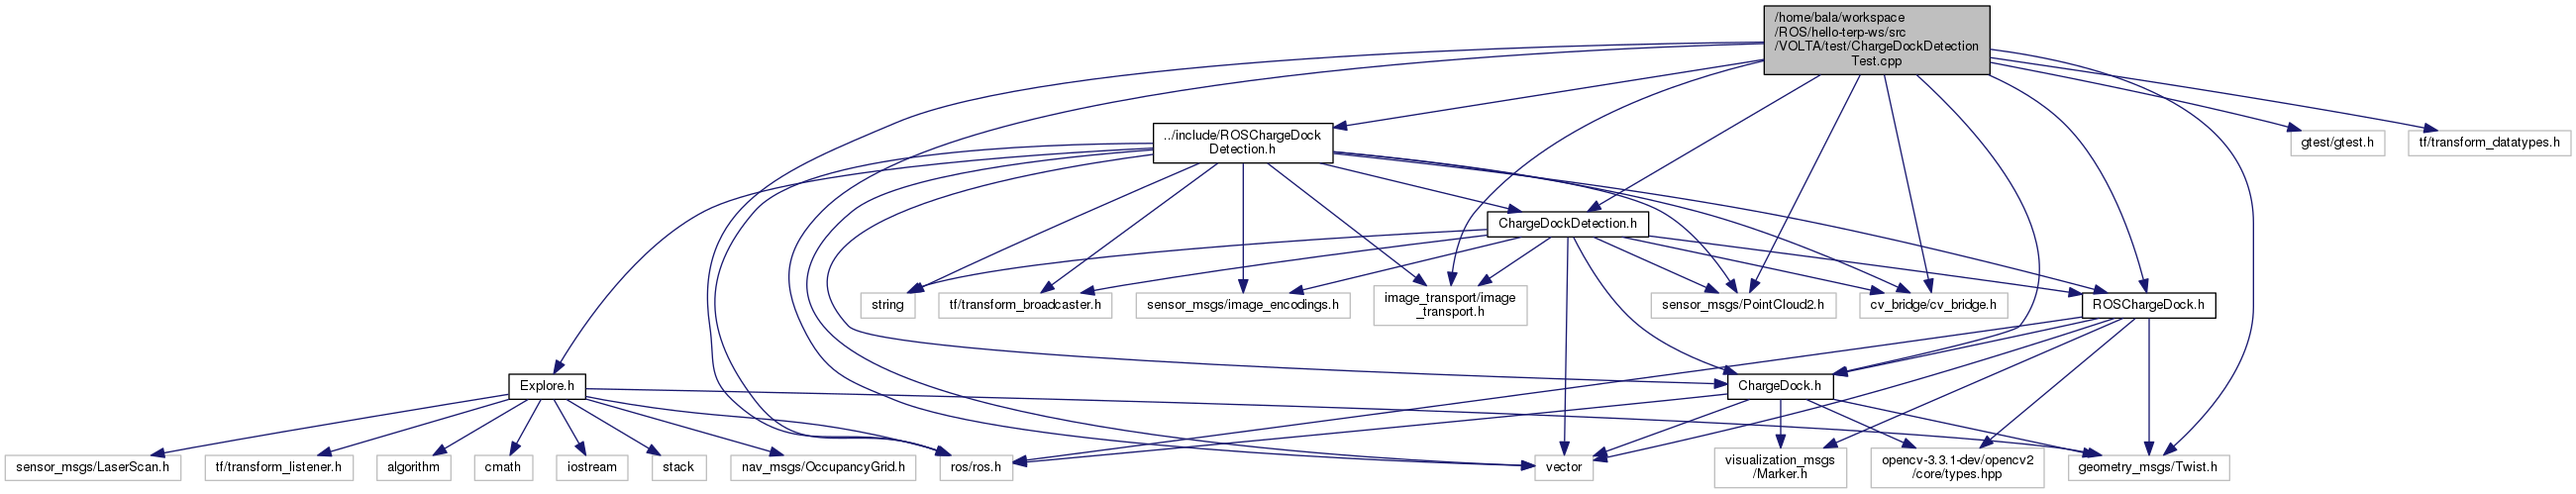 /home/bala/workspace
/ROS/hello-terp-ws/src
/VOLTA/test/ChargeDockDetection
Test.cpp
../include/ROSChargeDock
Detection.h
gtest/gtest.h
tf/transform_datatypes.h
ChargeDockDetection.h
string
tf/transform_broadcaster.h
sensor_msgs/image_encodings.h
image_transport/image
_transport.h
sensor_msgs/PointCloud2.h
cv_bridge/cv_bridge.h
ROSChargeDock.h
Explore.h
ChargeDock.h
sensor_msgs/LaserScan.h
tf/transform_listener.h
algorithm
cmath
iostream
stack
nav_msgs/OccupancyGrid.h
ros/ros.h
vector
visualization_msgs
/Marker.h
opencv-3.3.1-dev/opencv2
/core/types.hpp
geometry_msgs/Twist.h